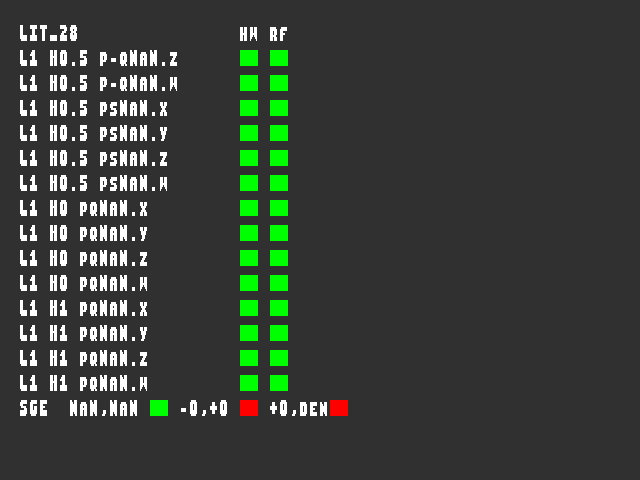 LIT_28 HW RF
L1 H0.5 P-QNAN.Z
L1 H0.5 P-QNAN.W
L1 H0.5 PSNAN.X
L1 H0.5 PSNAN.Y
L1 H0.5 PSNAN.Z
L1 H0.5 PSNAN.W
L1 H0 PQNAN.X
L1 H0 PQNAN.Y
L1 H0 PQNAN.Z
L1 H0 PQNAN.W
L1 H1 PQNAN.X
L1 H1 PQNAN.Y
L1 H1 PQNAN.Z
L1 H1 PQNAN.W
SGE NAN,NAN -0,+0 +0,DEN